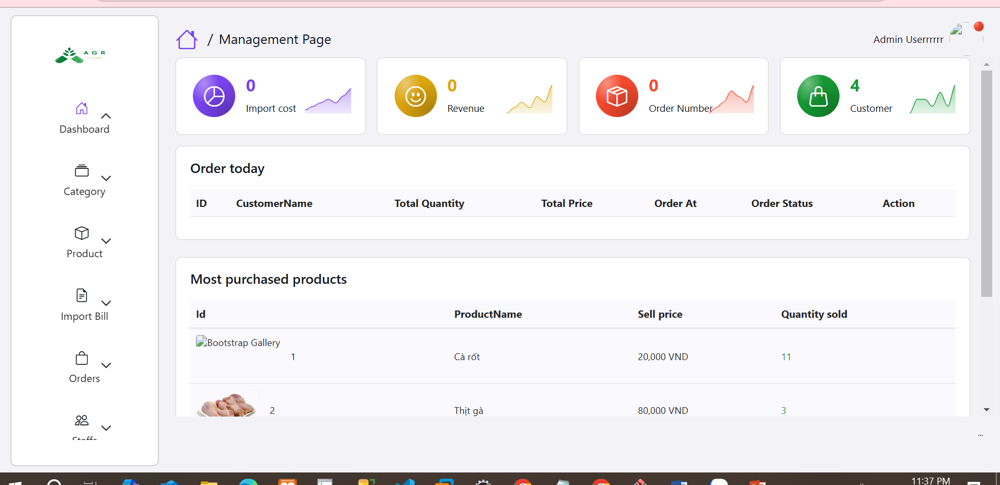 AGR
STORE
Dashboard
Category
Product
Import Bill
Orders
Staffs
/ Management Page
Admin Userrrrrr
0
Import cost
0
Revenue
0
Order Number
4
Customer
Order today
ID CustomerName Total Quantity Total Price Order At Order Status Action
Most purchased products
Id ProductName Sell price Quantity sold
Bootstrap Gallery
1 Cà rốt 20,000 VND 11
2 Thịt gà 80,000 VND 3
...
11:37 PM